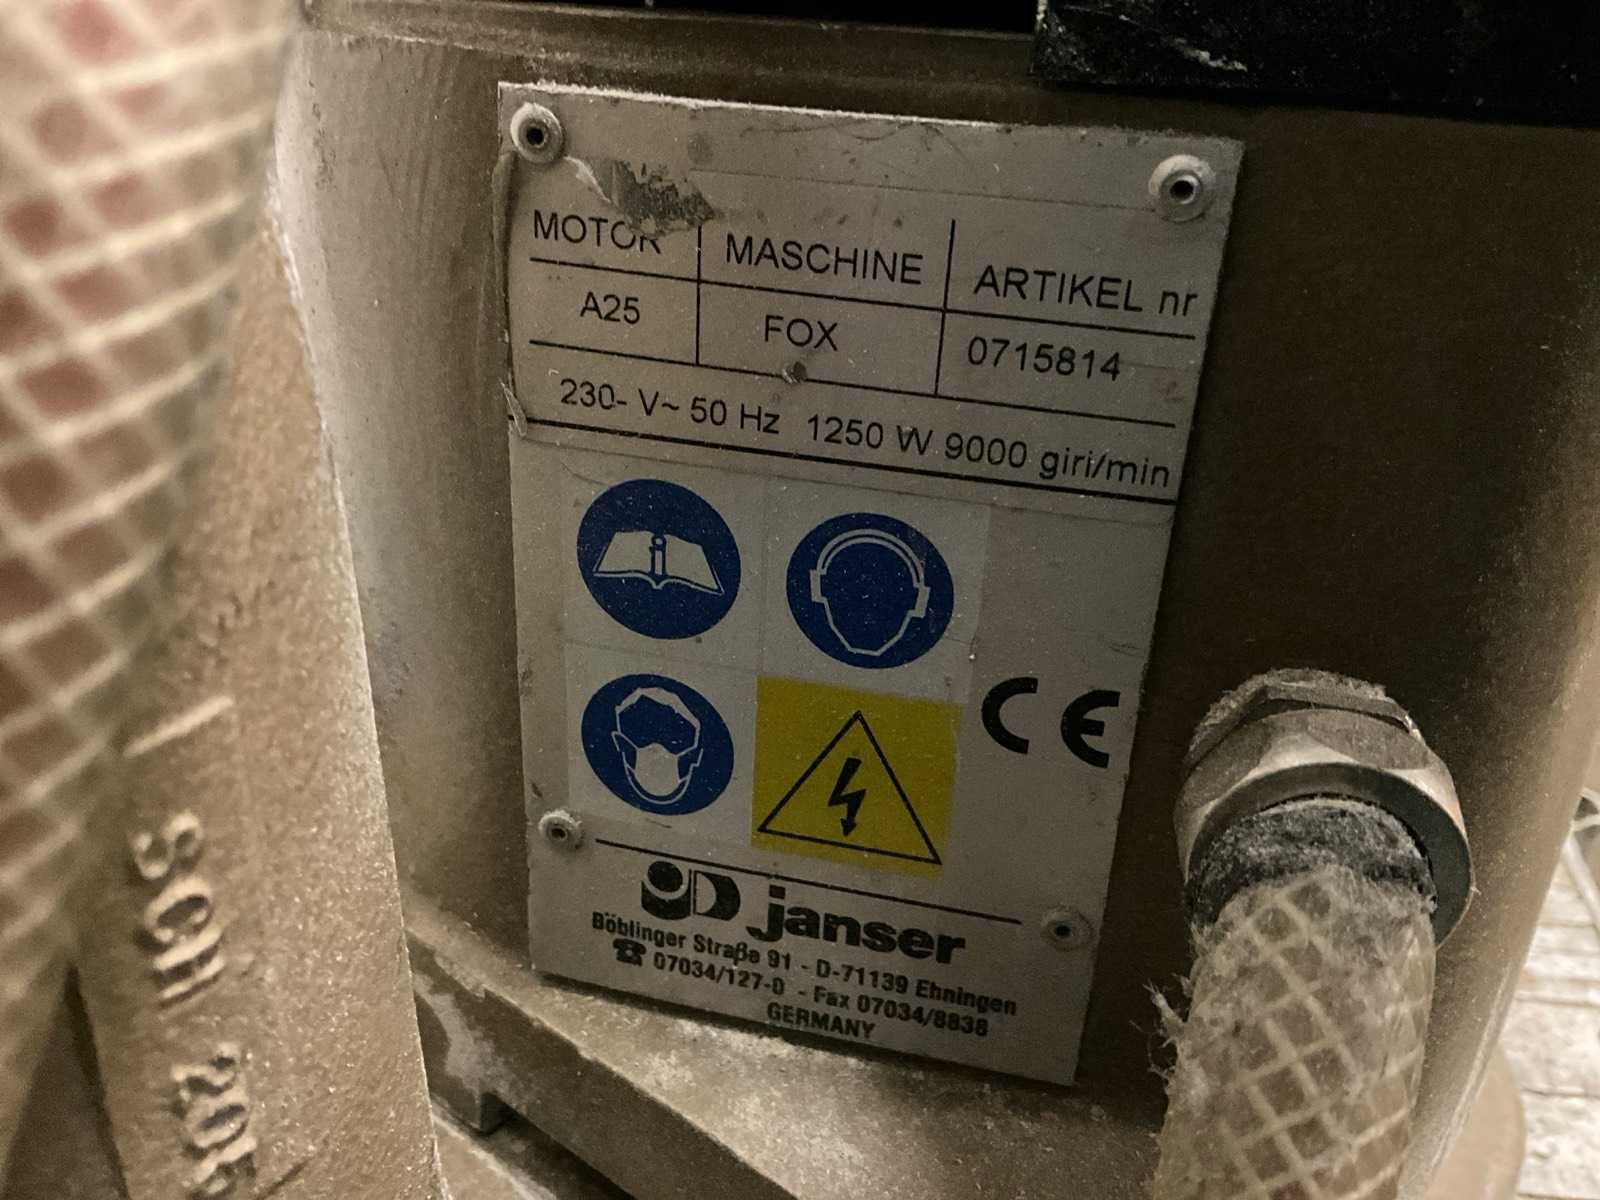 MOTOR MASCHINE ARTIKEL nr
A25 FOX 0715814
230- V~ 50 Hz 1250 W 9000 giri/min
i
CE
janser
Böblinger Straße 91 - D-71139 Ehningen
☎ 07034/127-0 - Fax 07034/8838
GERMANY
SCH 205